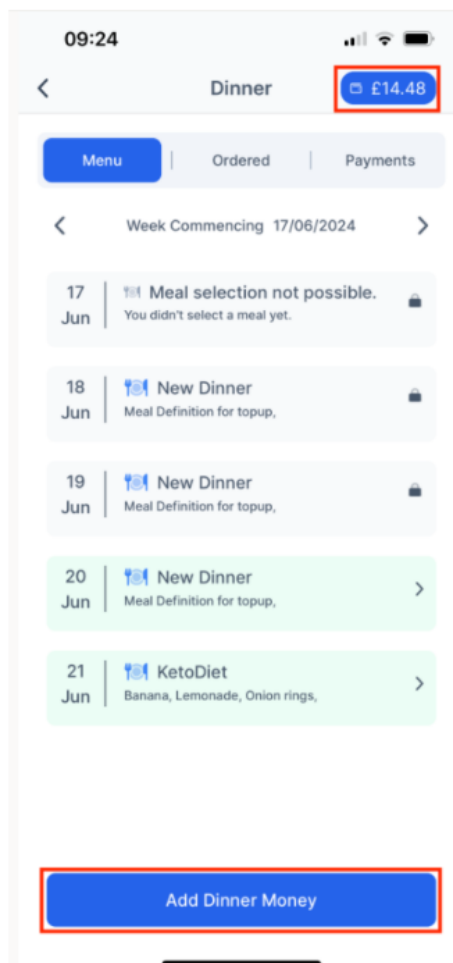 09:24
Dinner
£14.48
Menu | Ordered | Payments
Week Commencing 17/06/2024
17 Jun
Meal selection not possible.
You didn't select a meal yet.
18 Jun
New Dinner
Meal Definition for topup,
19 Jun
New Dinner
Meal Definition for topup,
20 Jun
New Dinner
Meal Definition for topup,
21 Jun
KetoDiet
Banana, Lemonade, Onion rings,
Add Dinner Money